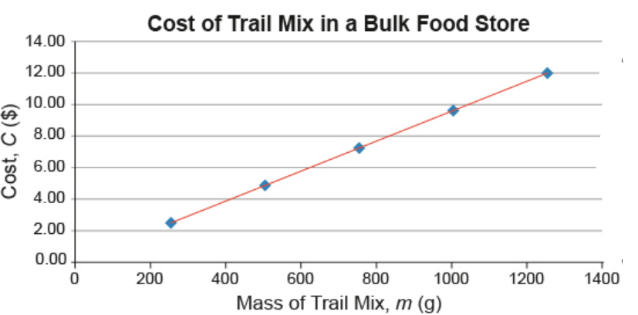 Cost of Trail Mix in a Bulk Food Store
14.00
12.00
10.00
8.00
6.00
4.00
2.00
0.00
Cost, C ($)
0 200 400 600 800 1000 1200 1400
Mass of Trail Mix, m (g)